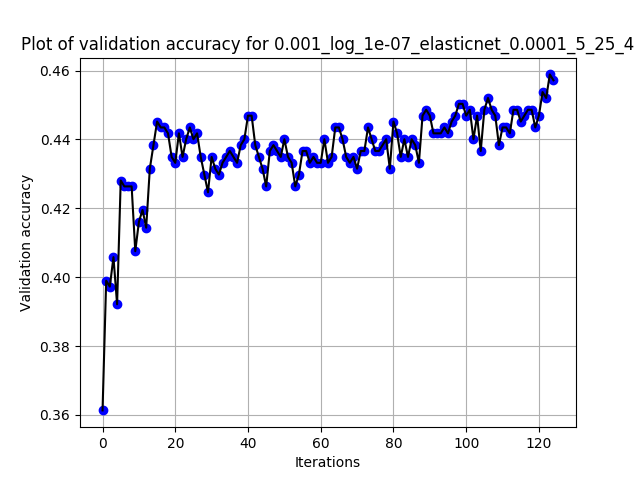 Plot of validation accuracy for 0.001_log_1e-07_elasticnet_0.0001_5_25_4
0.46
0.44
0.42
0.40
0.38
0.36
Validation accuracy
0 20 40 60 80 100 120
Iterations